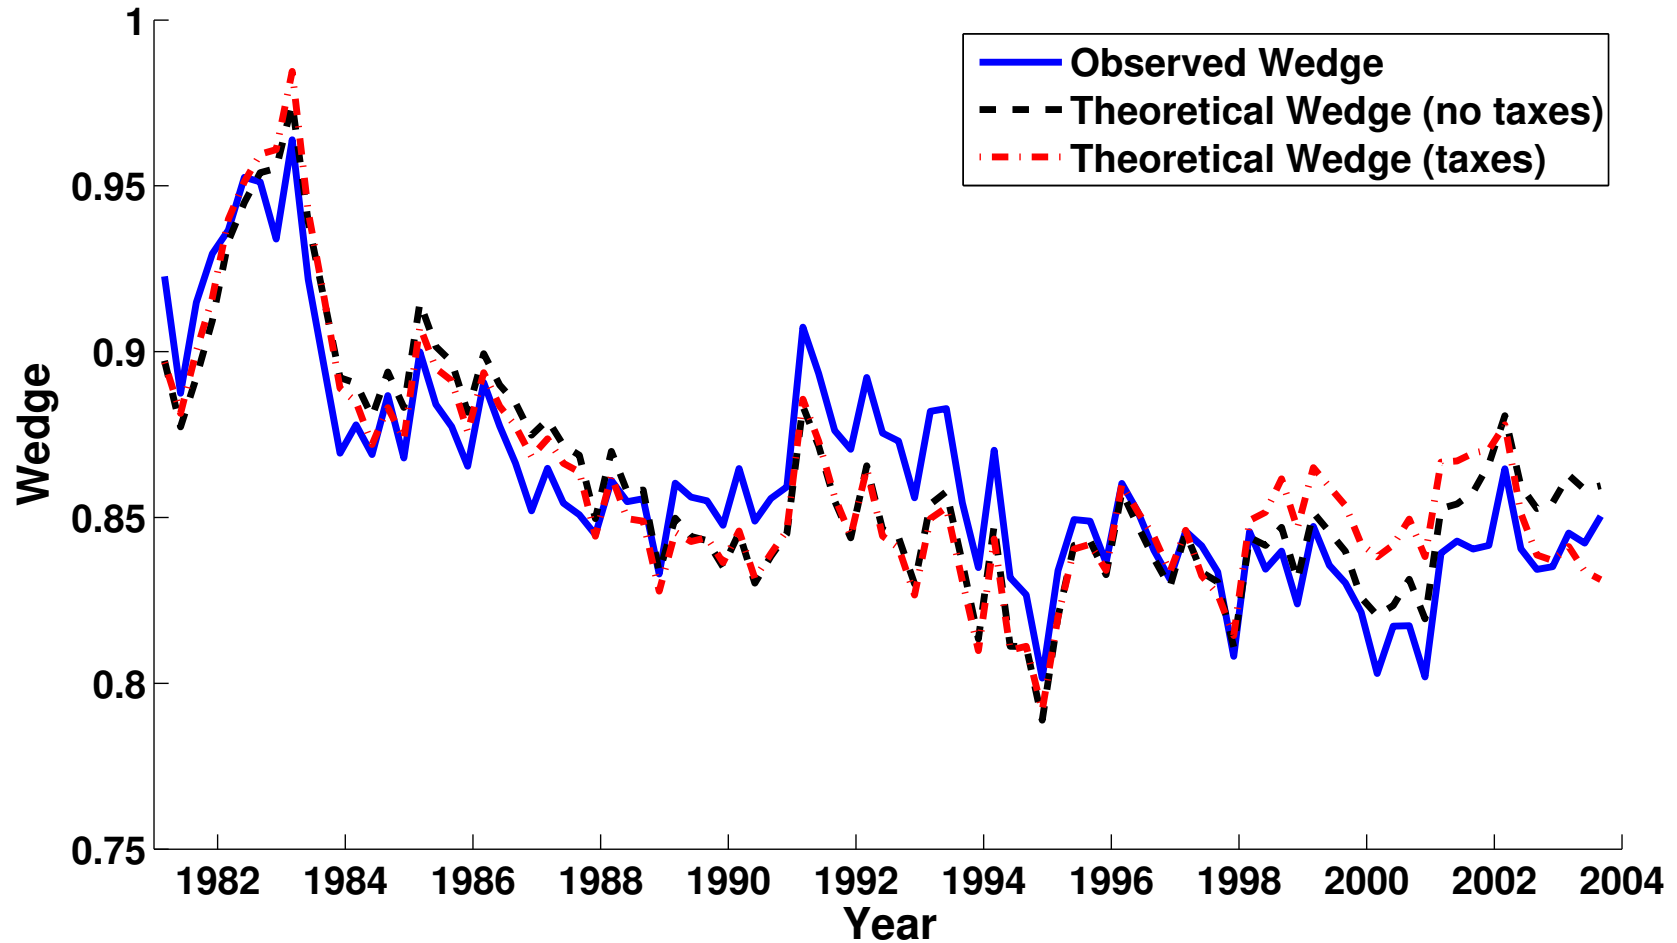 1
0.95
0.9
0.85
0.8
0.75
Wedge
Observed Wedge
Theoretical Wedge (no taxes)
Theoretical Wedge (taxes)
1982 1984 1986 1988 1990 1992 1994 1996 1998 2000 2002 2004
Year